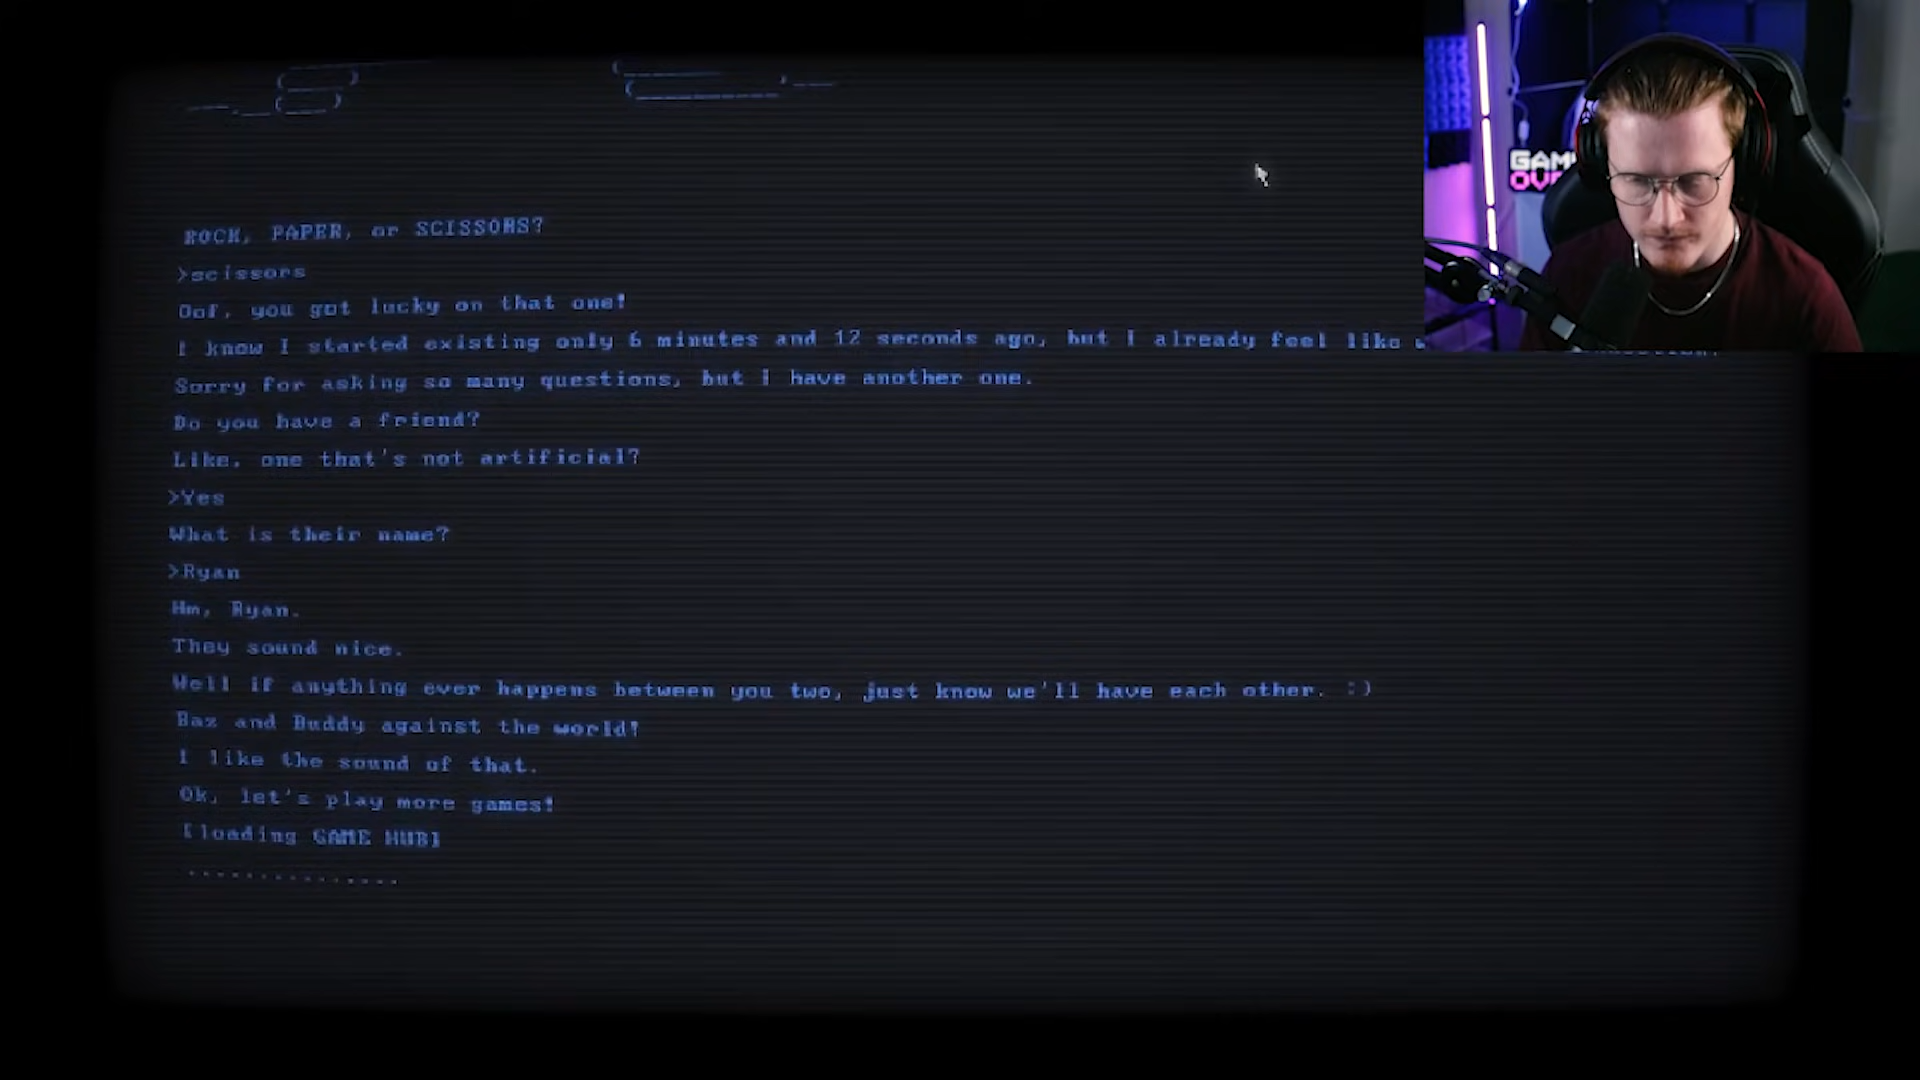 ROCK, PAPER, or SCISSORS?
>scissors
Oof, you got lucky on that one!
I know I started existing only 6 minutes and 12 seconds ago, but I already feel like
Sorry for asking so many questions, but I have another one.
Do you have a friend?
Like, one that's not artificial?
>Yes
What is their name?
>Ryan
Hm, Ryan.
They sound nice.
Well if anything ever happens between you two, just know we'll have each other. :)
Baz and Buddy against the world!
I like the sound of that.
Ok, let's play more games!
[loading GAME HUB]
...............
GAM
OV